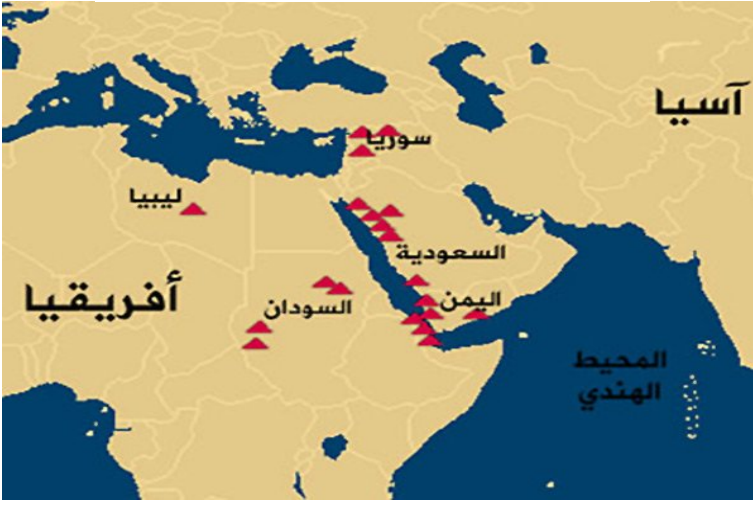 آسيا
سوريا
ليبيا
السعودية
أفريقيا
السودان
اليمن
المحيط
الهندي